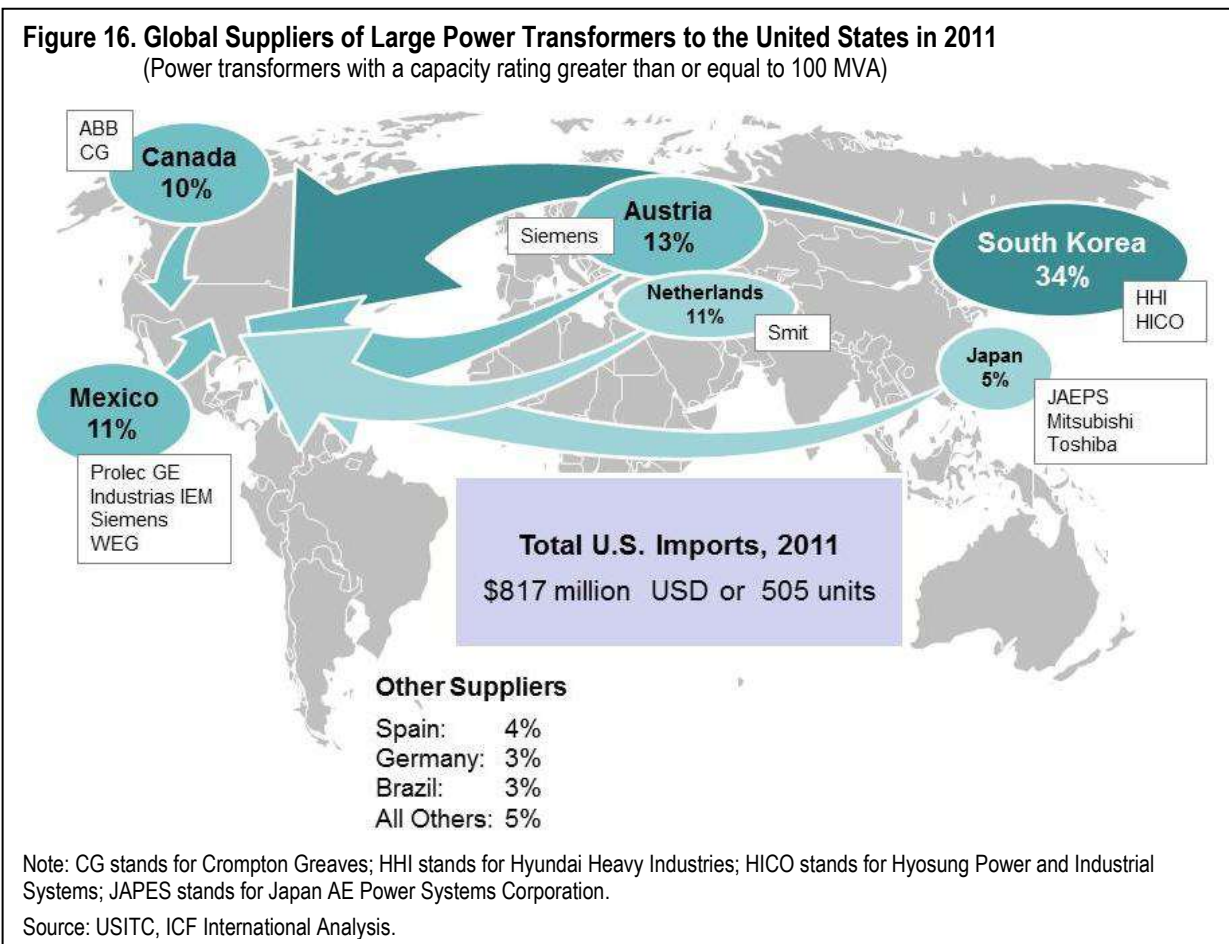 Figure 16. Global Suppliers of Large Power Transformers to the United States in 2011
(Power transformers with a capacity rating greater than or equal to 100 MVA)
ABB
CG
Canada
10%
Siemens
Austria
13%
South Korea
34%
HHI
HICO
Netherlands
11%
Smit
Japan
5%
JAEPS
Mitsubishi
Toshiba
Mexico
11%
Prolec GE
Industrias IEM
Siemens
WEG
Total U.S. Imports, 2011
$817 million USD or 505 units
Other Suppliers
Spain: 4%
Germany: 3%
Brazil: 3%
All Others: 5%
Note: CG stands for Crompton Greaves; HHI stands for Hyundai Heavy Industries; HICO stands for Hyosung Power and Industrial
Systems; JAPES stands for Japan AE Power Systems Corporation.
Source: USITC, ICF International Analysis.